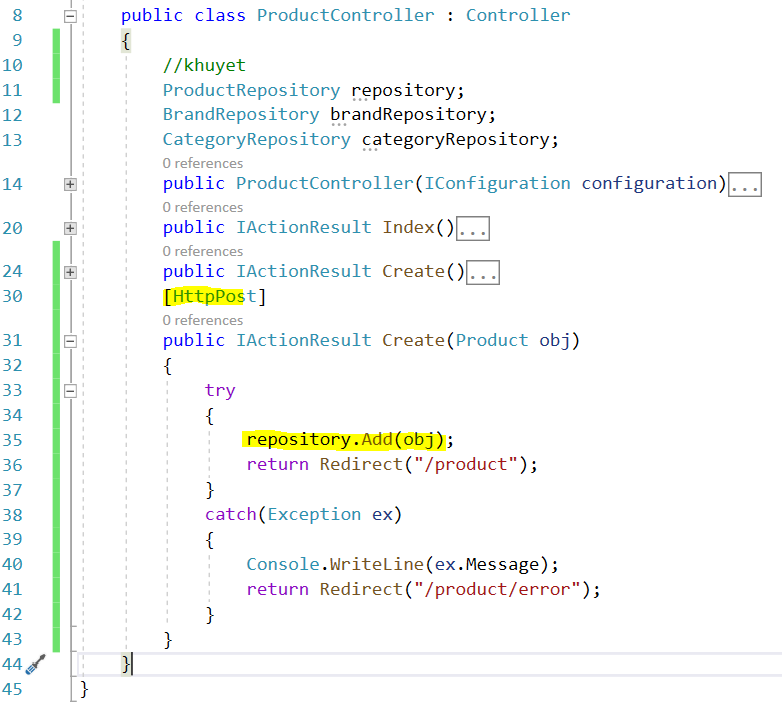 8 public class ProductController : Controller
9 {
10 //khuyet
11 ProductRepository repository;
12 BrandRepository brandRepository;
13 CategoryRepository categoryRepository;
0 references
14 public ProductController(IConfiguration configuration)...
0 references
20 public IActionResult Index()...
0 references
24 public IActionResult Create()...
30 [HttpPost]
0 references
31 public IActionResult Create(Product obj)
32 {
33 try
34 {
35 repository.Add(obj);
36 return Redirect("/product");
37 }
38 catch(Exception ex)
39 {
40 Console.WriteLine(ex.Message);
41 return Redirect("/product/error");
42 }
43 }
44 }
45 }